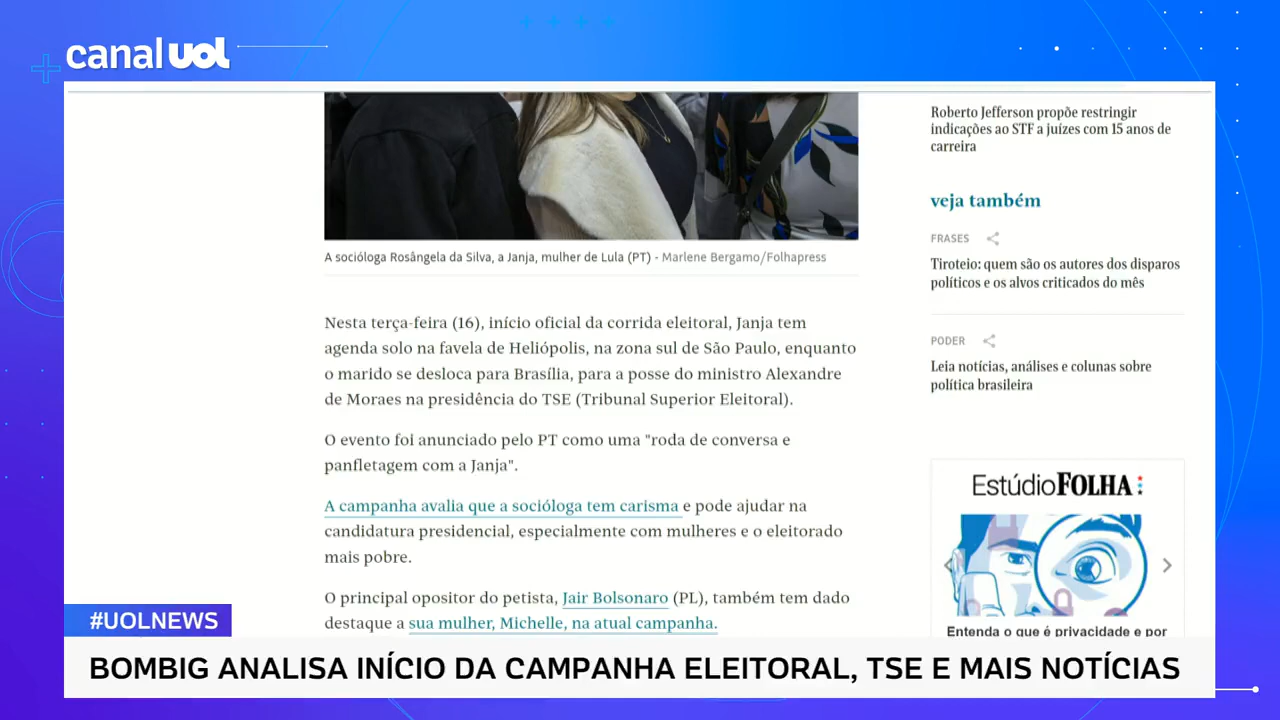 canal uol
A socióloga Rosângela da Silva, a Janja, mulher de Lula (PT) - Marlene Bergamo/Folhapress
Nesta terça-feira (16), início oficial da corrida eleitoral, Janja tem
agenda solo na favela de Heliópolis, na zona sul de São Paulo, enquanto
o marido se desloca para Brasília, para a posse do ministro Alexandre
de Moraes na presidência do TSE (Tribunal Superior Eleitoral).
O evento foi anunciado pelo PT como uma "roda de conversa e
panfletagem com a Janja".
A campanha avalia que a socióloga tem carisma e pode ajudar na
candidatura presidencial, especialmente com mulheres e o eleitorado
mais pobre.
O principal opositor do petista, Jair Bolsonaro (PL), também tem dado
destaque a sua mulher, Michelle, na atual campanha.
Roberto Jefferson propõe restringir
indicações ao STF a juízes com 15 anos de
carreira
veja também
FRASES
Tiroteio: quem são os autores dos disparos
políticos e os alvos criticados do mês
PODER
Leia notícias, análises e colunas sobre
política brasileira
EstúdioFOLHA
Entenda o que é privacidade e por
#UOLNEWS
BOMBIG ANALISA INÍCIO DA CAMPANHA ELEITORAL, TSE E MAIS NOTÍCIAS